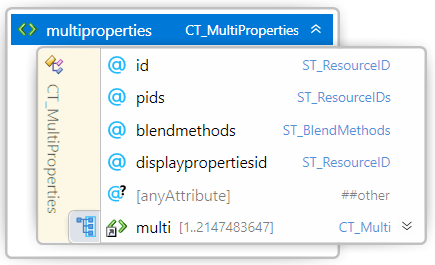 multiproperties CT_MultiProperties
CT_MultiProperties
id ST_ResourceID
pids ST_ResourceIDs
blendmethods ST_BlendMethods
displaypropertiesid ST_ResourceID
[anyAttribute] ##other
multi [1..2147483647] CT_Multi